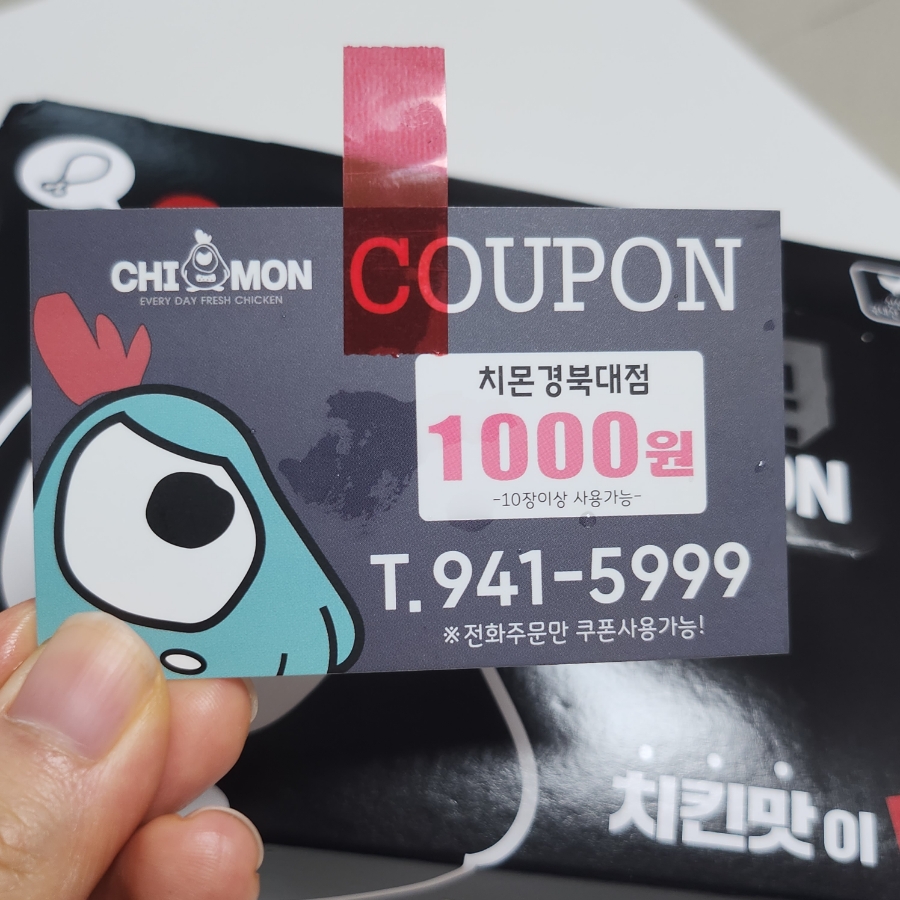 CHI MON
EVERY DAY FRESH CHICKEN
COUPON
치몬경북대점
1000원
-10장이상 사용가능-
T. 941-5999
※전화주문만 쿠폰사용가능!
ON
치킨맛이